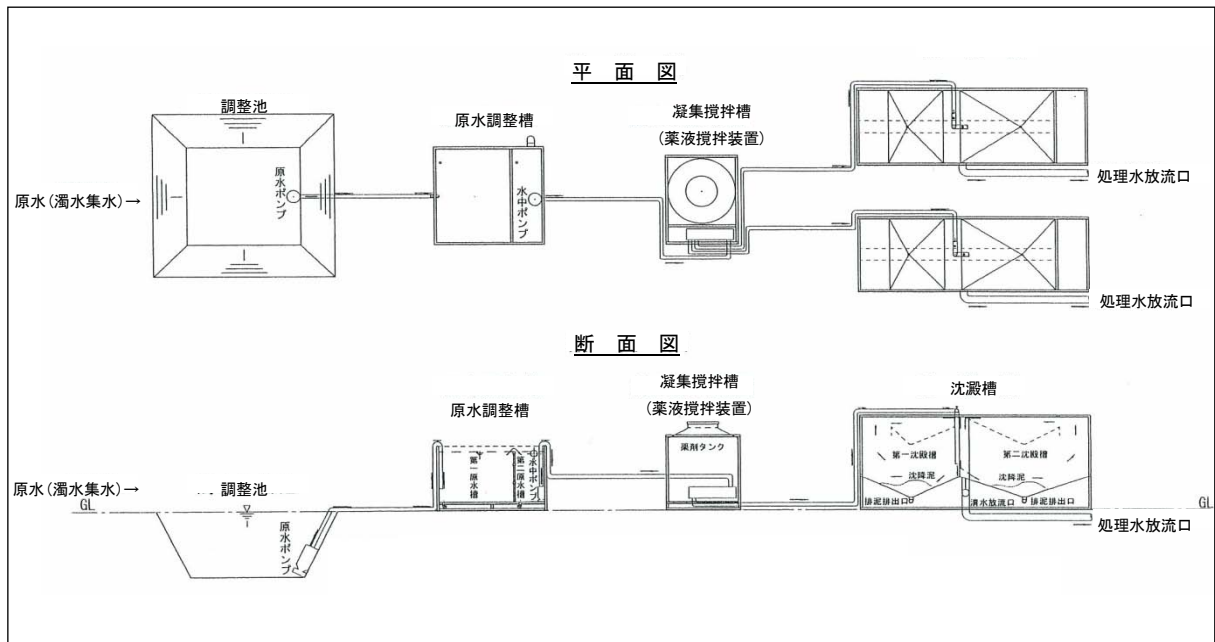 平 面 図
調整池
原水調整槽
凝集撹拌槽
(薬液撹拌装置)
原水(濁水集水)→
原水ポンプ
水中ポンプ
処理水放流口
処理水放流口
断 面 図
原水調整槽
凝集撹拌槽
(薬液撹拌装置)
沈澱槽
薬剤タンク
第一原水槽
第二原水槽
水中ポンプ
第一沈殿槽
第二沈殿槽
沈降泥
沈降泥
原水(濁水集水)→
調整池
GL
原水ポンプ
排泥排出口
清水放流口
排泥排出口
GL
処理水放流口